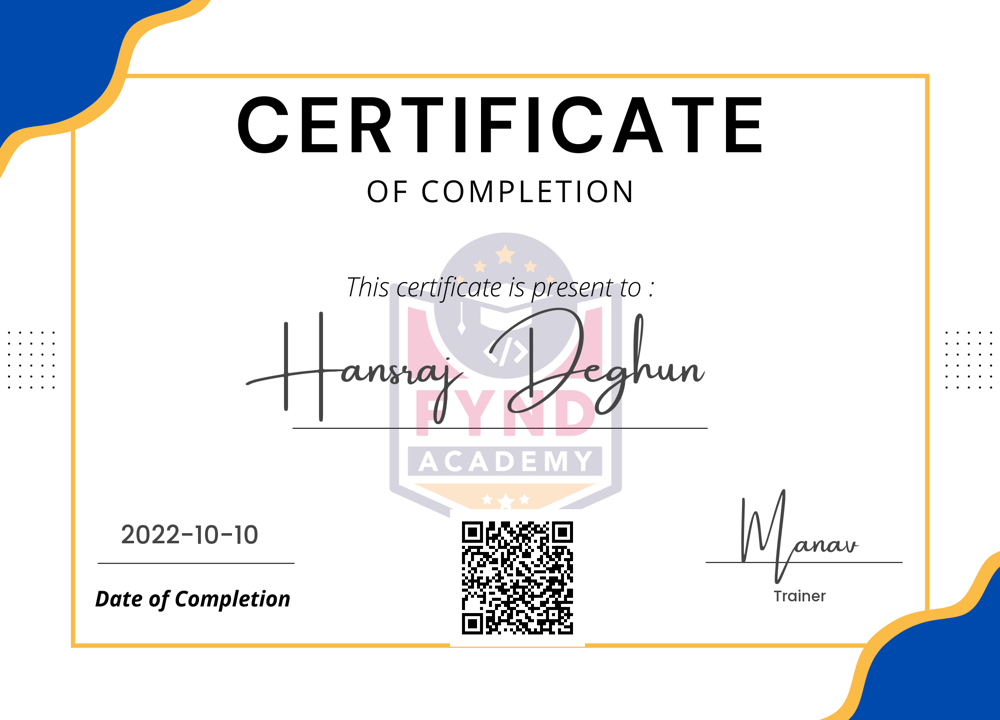 CERTIFICATE
OF COMPLETION
This certificate is present to :
Hansraj Deghun
</>
FYND
ACADEMY
2022-10-10
Date of Completion
Manav
Trainer